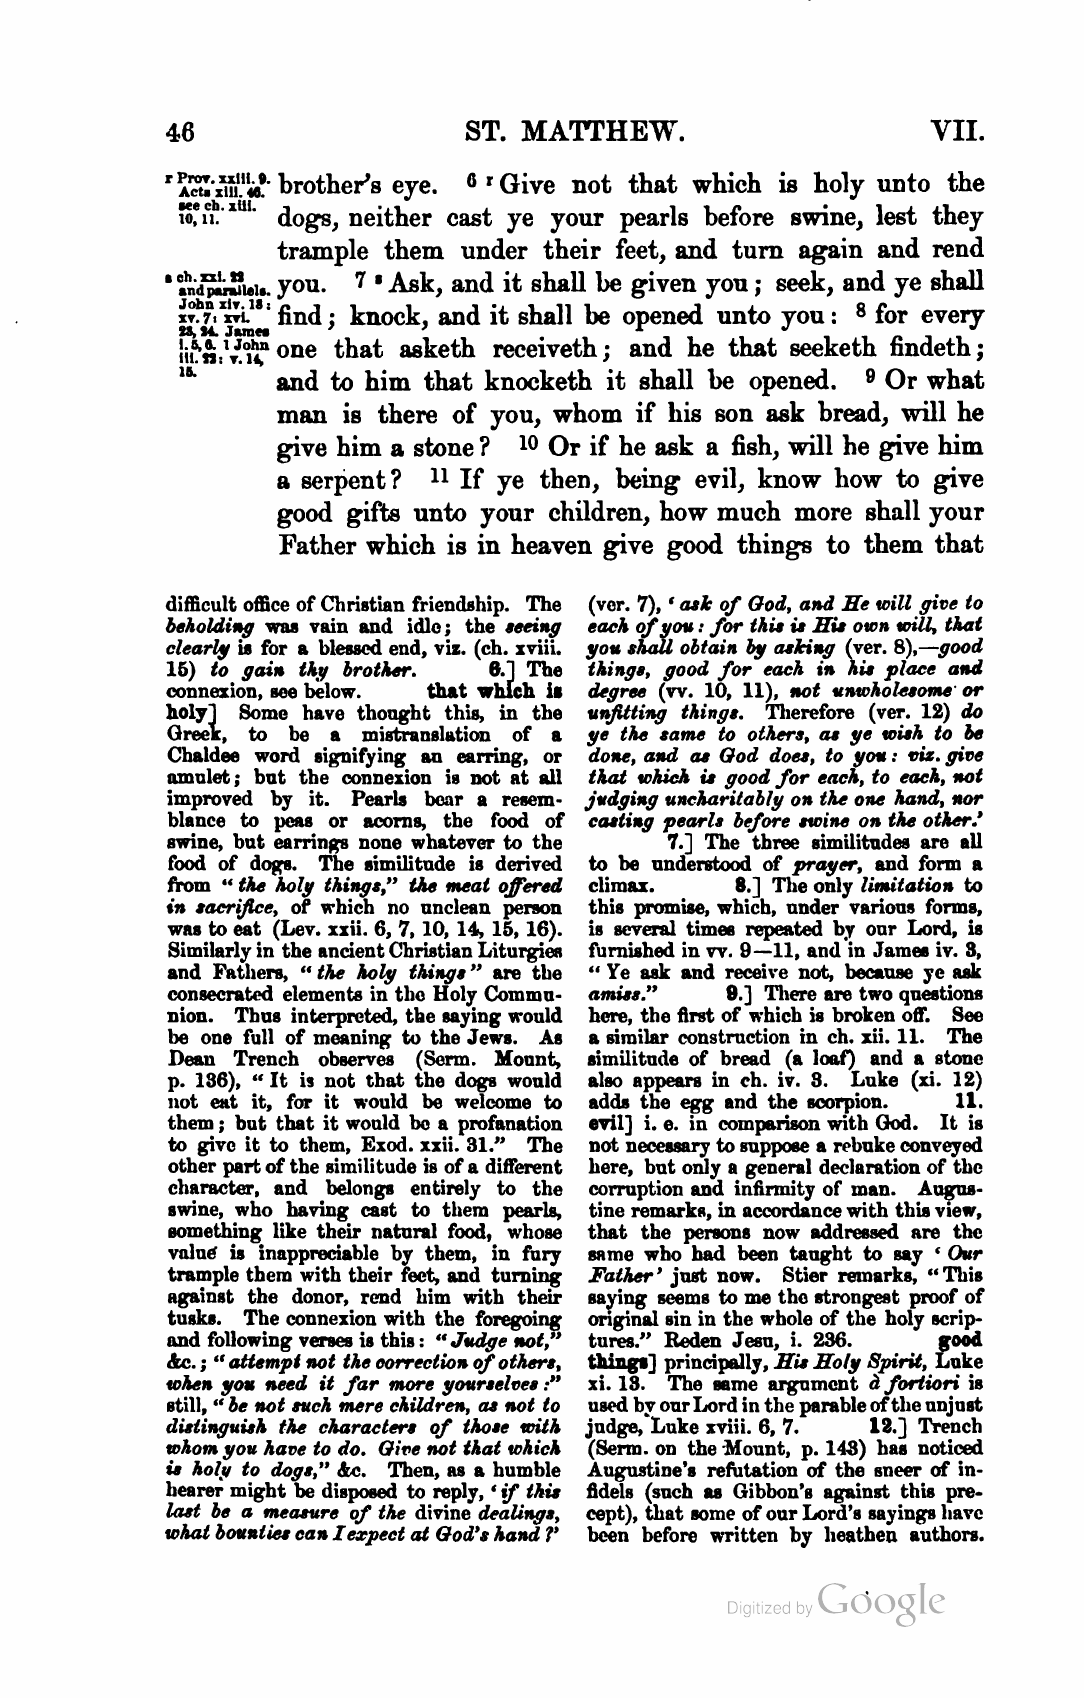 46 ST. MATTHEW. VII.
r Prov. xxiii. 9.
Acts xiii. 46.
see ch. xiii.
10, 11.
brother's eye. 6 r Give not that which is holy unto the
dogs, neither cast ye your pearls before swine, lest they
trample them under their feet, and turn again and rend
s ch. xxi. 22
and parallels.
John xiv. 13:
xv. 7: xvi.
23, 24. James
i. 5, 6. 1 John
iii. 22: v. 14,
15.
you. 7 s Ask, and it shall be given you; seek, and ye shall
find; knock, and it shall be opened unto you: 8 for every
one that asketh receiveth; and he that seeketh findeth;
and to him that knocketh it shall be opened. 9 Or what
man is there of you, whom if his son ask bread, will he
give him a stone? 10 Or if he ask a fish, will he give him
a serpent? 11 If ye then, being evil, know how to give
good gifts unto your children, how much more shall your
Father which is in heaven give good things to them that
difficult office of Christian friendship. The
beholding was vain and idle; the seeing
clearly is for a blessed end, viz. (ch. xviii.
15) to gain thy brother. 6.] The
connexion, see below. that which is
holy] Some have thought this, in the
Greek, to be a mistranslation of a
Chaldee word signifying an earring, or
amulet; but the connexion is not at all
improved by it. Pearls bear a resem-
blance to peas or acorns, the food of
swine, but earrings none whatever to the
food of dogs. The similitude is derived
from "the holy things," the meat offered
in sacrifice, of which no unclean person
was to eat (Lev. xxii. 6, 7, 10, 14, 15, 16).
Similarly in the ancient Christian Liturgies
and Fathers, "the holy things" are the
consecrated elements in the Holy Commu-
nion. Thus interpreted, the saying would
be one full of meaning to the Jews. As
Dean Trench observes (Serm. Mount,
p. 136), "It is not that the dogs would
not eat it, for it would be welcome to
them; but that it would be a profanation
to give it to them, Exod. xxii. 31." The
other part of the similitude is of a different
character, and belongs entirely to the
swine, who having cast to them pearls,
something like their natural food, whose
value is inappreciable by them, in fury
trample them with their feet, and turning
against the donor, rend him with their
tusks. The connexion with the foregoing
and following verses is this: "Judge not,"
&c.; "attempt not the correction of others,
when you need it far more yourselves:"
still, "be not such mere children, as not to
distinguish the characters of those with
whom you have to do. Give not that which
is holy to dogs," &c. Then, as a humble
hearer might be disposed to reply, 'if this
last be a measure of the divine dealings,
what bounties can I expect at God's hand?'
(ver. 7), 'ask of God, and He will give to
each of you: for this is His own will, that
you shall obtain by asking (ver. 8),—good
things, good for each in his place and
degree (vv. 10, 11), not unwholesome or
unfitting things. Therefore (ver. 12) do
ye the same to others, as ye wish to be
done, and as God does, to you: viz. give
that which is good for each, to each, not
judging uncharitably on the one hand, nor
casting pearls before swine on the other.'
7.] The three similitudes are all
to be understood of prayer, and form a
climax. 8.] The only limitation to
this promise, which, under various forms,
is several times repeated by our Lord, is
furnished in vv. 9—11, and in James iv. 3,
"Ye ask and receive not, because ye ask
amiss." 9.] There are two questions
here, the first of which is broken off. See
a similar construction in ch. xii. 11. The
similitude of bread (a loaf) and a stone
also appears in ch. iv. 3. Luke (xi. 12)
adds the egg and the scorpion. 11.
evil] i. e. in comparison with God. It is
not necessary to suppose a rebuke conveyed
here, but only a general declaration of the
corruption and infirmity of man. Augus-
tine remarks, in accordance with this view,
that the persons now addressed are the
same who had been taught to say 'Our
Father' just now. Stier remarks, "This
saying seems to me the strongest proof of
original sin in the whole of the holy scrip-
tures." Reden Jesu, i. 236. good
things] principally, His Holy Spirit, Luke
xi. 13. The same argument à fortiori is
used by our Lord in the parable of the unjust
judge, Luke xviii. 6, 7. 12.] Trench
(Serm. on the Mount, p. 143) has noticed
Augustine's refutation of the sneer of in-
fidels (such as Gibbon's against this pre-
cept), that some of our Lord's sayings have
been before written by heathen authors.
Digitized by Google